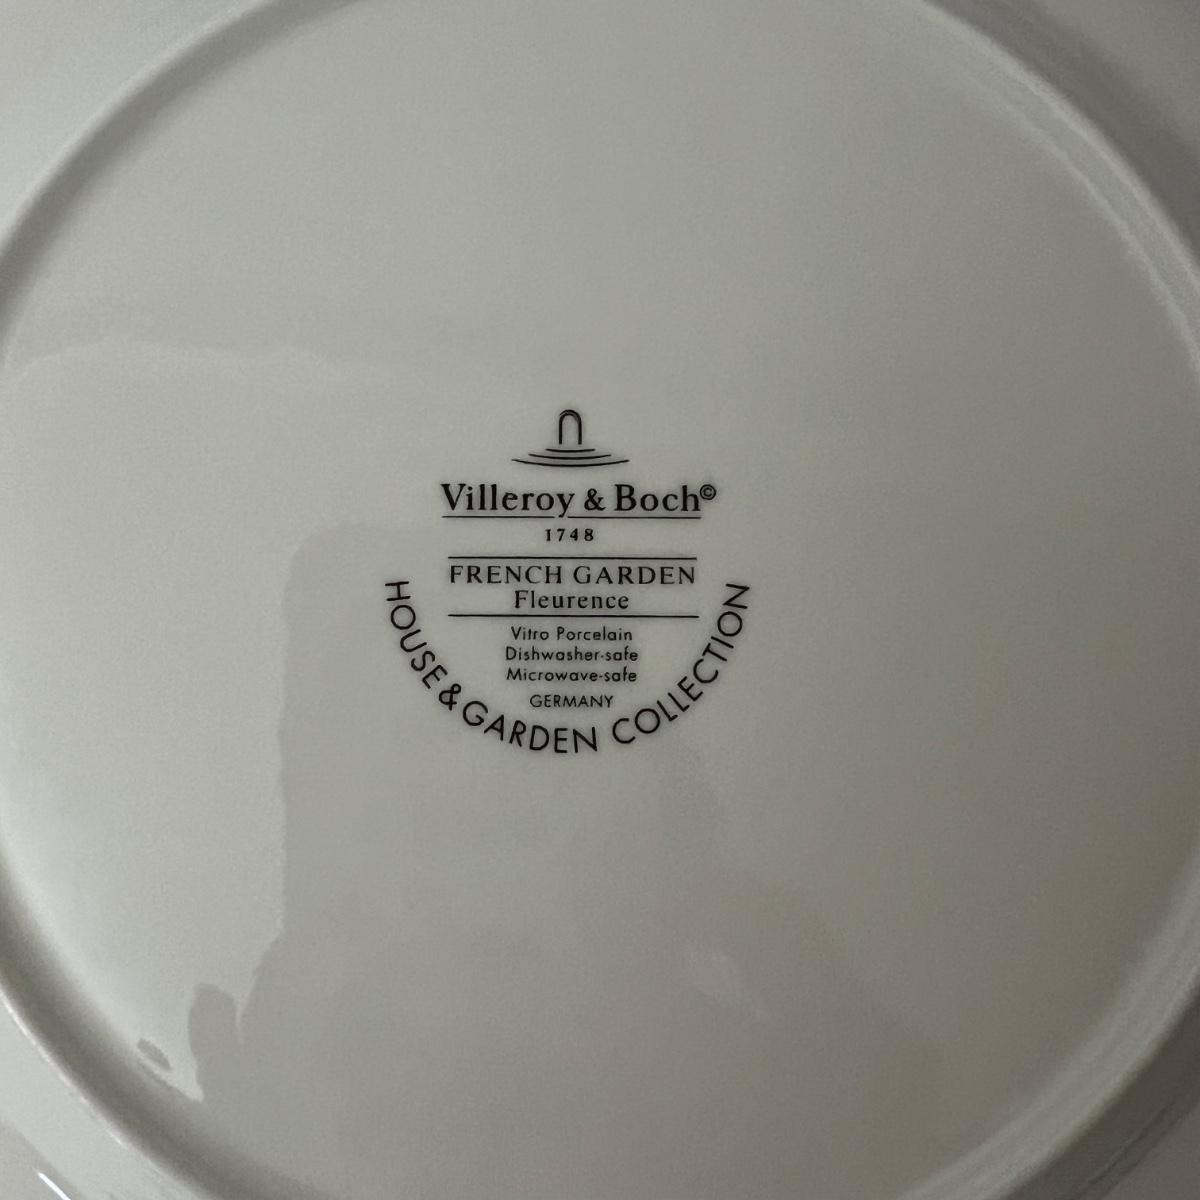 Villeroy & Boch©
1748
FRENCH GARDEN
Fleurence
Vitro Porcelain
Dishwasher-safe
Microwave-safe
GERMANY
HOUSE & GARDEN COLLECTION